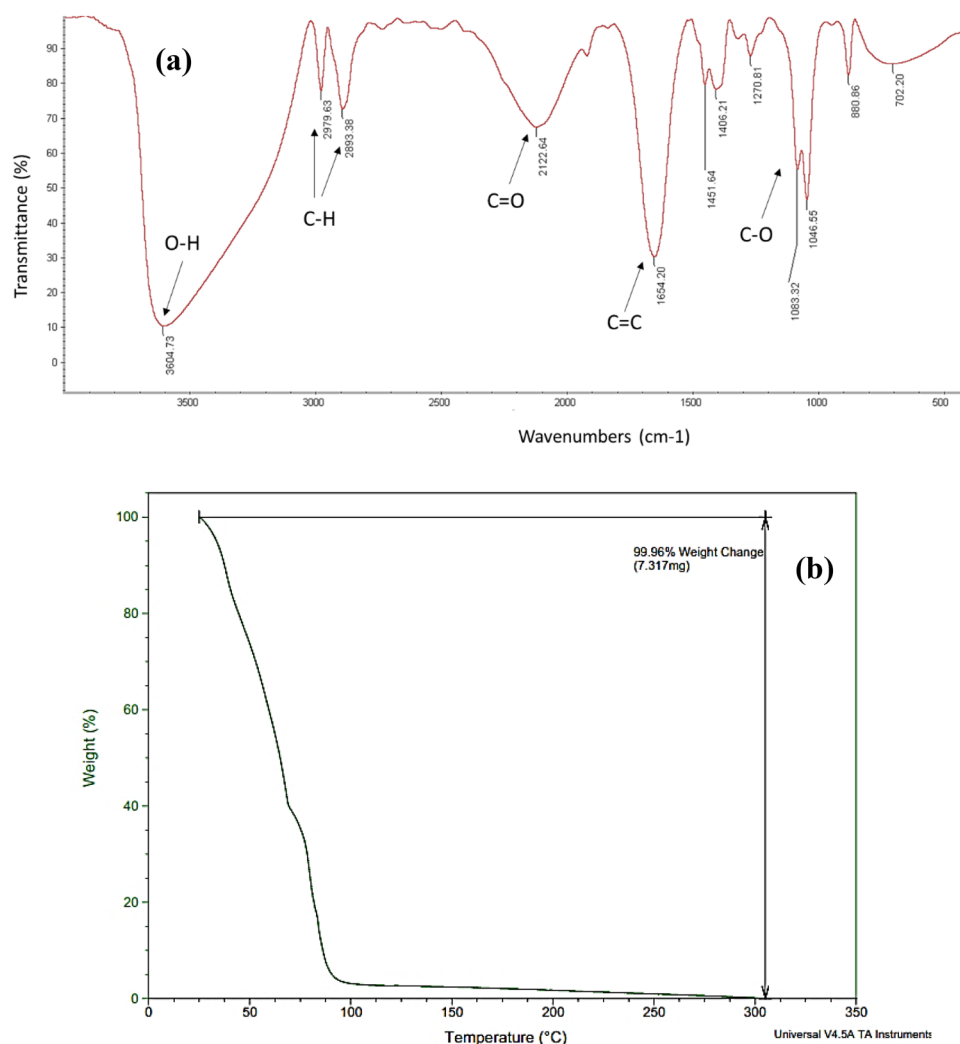 (a)
90
80
70
60
50
40
30
20
10
0
Transmittance (%)
O-H
3604.73
C-H
2979.63
2893.38
C=O
2122.64
C=C
1654.20
1451.64
1406.21
1270.81
C-O
1083.32
1046.55
880.86
702.20
3500 3000 2500 2000 1500 1000 500
Wavenumbers (cm-1)
(b)
99.96% Weight Change
(7.317mg)
100
80
60
40
20
0
Weight (%)
0 50 100 150 200 250 300 350
Temperature (°C)
Universal V4.5A TA Instruments